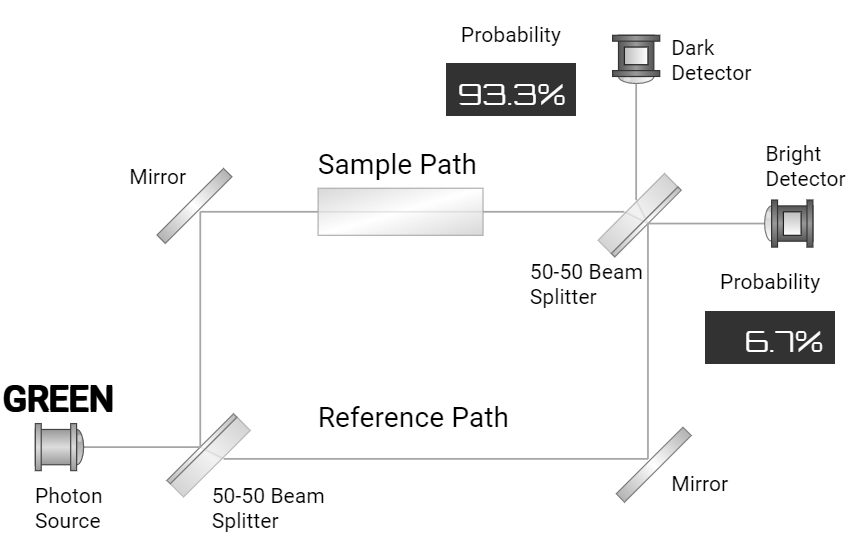 Probability
Dark
Detector
93.3%
Mirror
Sample Path
Bright
Detector
50-50 Beam
Splitter
Probability
6.7%
GREEN
Reference Path
Photon
Source
50-50 Beam
Splitter
Mirror